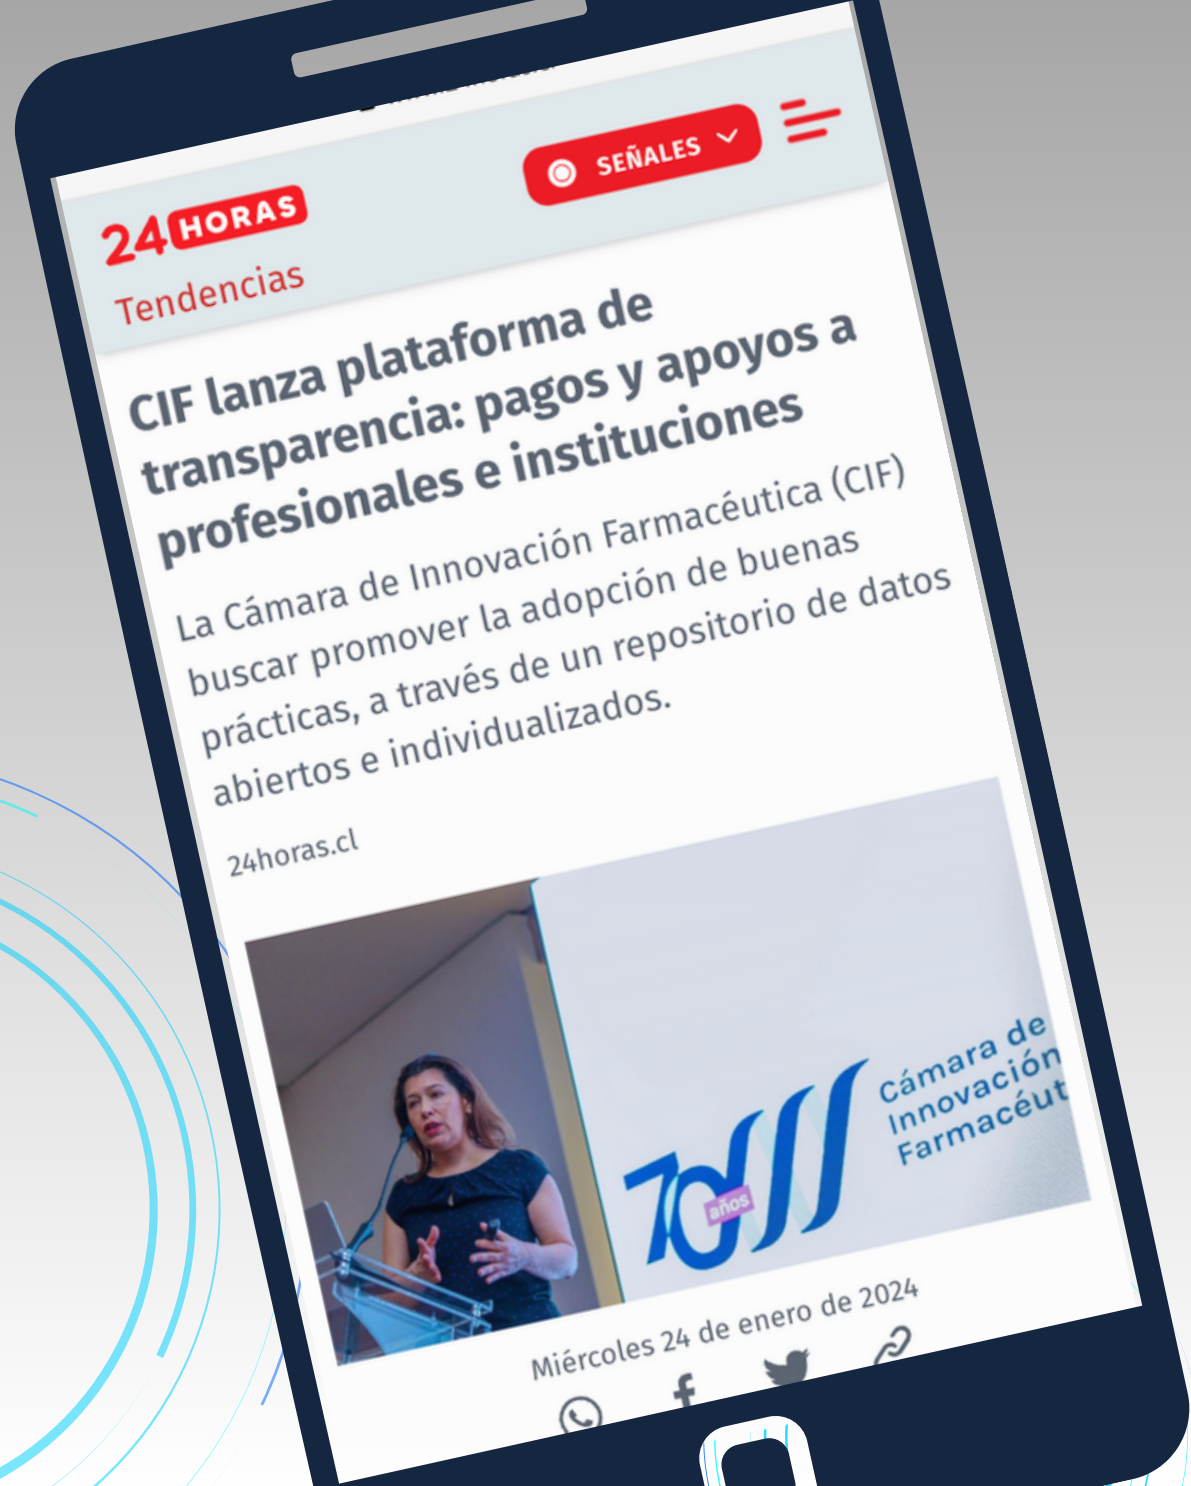 SEÑALES
24HORAS
Tendencias
CIF lanza plataforma de
transparencia: pagos y apoyos a
profesionales e instituciones
La Cámara de Innovación Farmacéutica (CIF)
buscar promover la adopción de buenas
prácticas, a través de un repositorio de datos
abiertos e individualizados.
24horas.cl
Cámara de
Innovación
Farmacéut
70
años
Miércoles 24 de enero de 2024